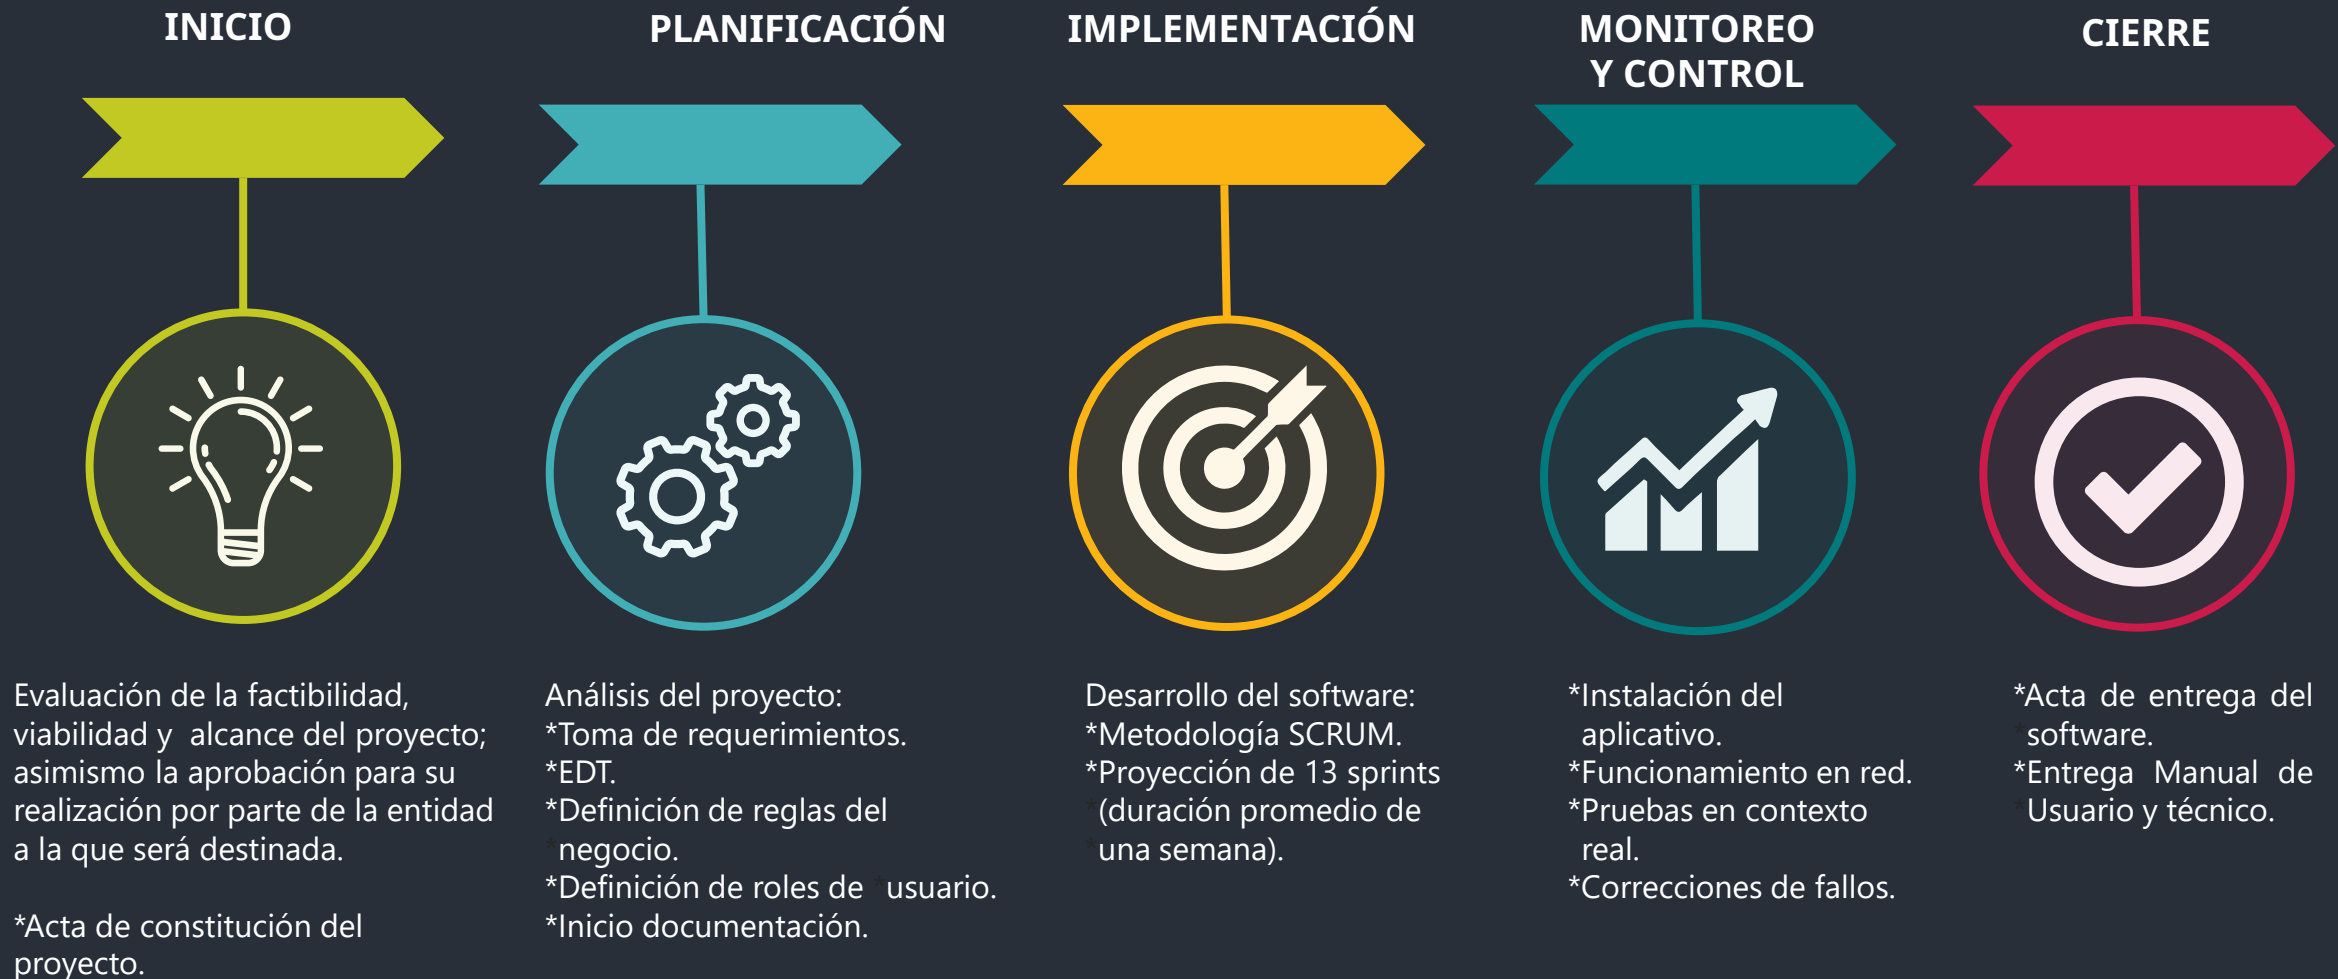 INICIO
Evaluación de la factibilidad,
viabilidad y alcance del proyecto;
asimismo la aprobación para su
realización por parte de la entidad
a la que será destinada.
*Acta de constitución del
proyecto.
PLANIFICACIÓN
Análisis del proyecto:
*Toma de requerimientos.
*EDT.
*Definición de reglas del
*negocio.
*Definición de roles de *usuario.
*Inicio documentación.
IMPLEMENTACIÓN
Desarrollo del software:
*Metodología SCRUM.
*Proyección de 13 sprints
*(duración promedio de
*una semana).
MONITOREO
Y CONTROL
*Instalación del
aplicativo.
*Funcionamiento en red.
*Pruebas en contexto
real.
*Correcciones de fallos.
CIERRE
*Acta de entrega del
*software.
*Entrega Manual de
*Usuario y técnico.